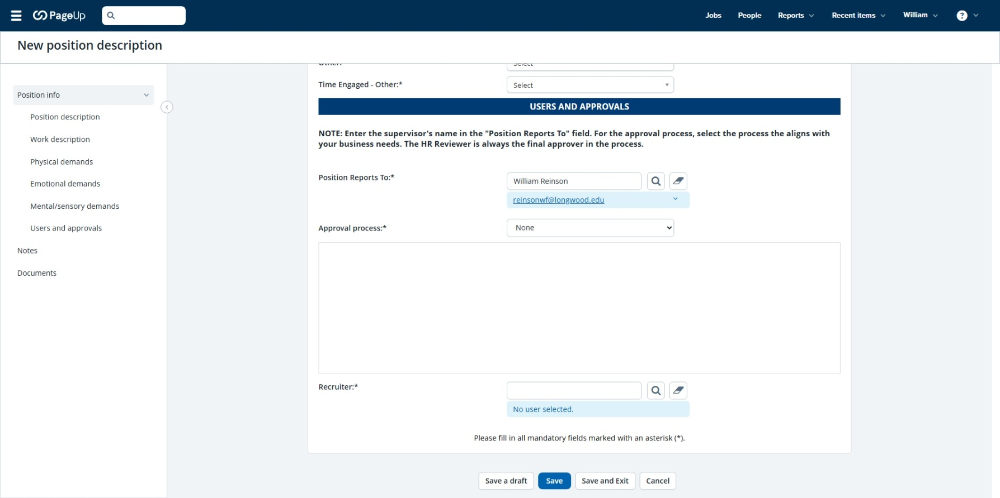 PageUp
Jobs
People
Reports
Recent items
William
?
New position description
Position info
Position description
Work description
Physical demands
Emotional demands
Mental/sensory demands
Users and approvals
Notes
Documents
Other:
Select
Time Engaged - Other:*
Select
USERS AND APPROVALS
NOTE: Enter the supervisor's name in the "Position Reports To" field. For the approval process, select the process the aligns with
your business needs. The HR Reviewer is always the final approver in the process.
Position Reports To:*
William Reinson
reinsonwf@longwood.edu
Approval process:*
None
Recruiter:*
No user selected.
Please fill in all mandatory fields marked with an asterisk (*).
Save a draft
Save
Save and Exit
Cancel